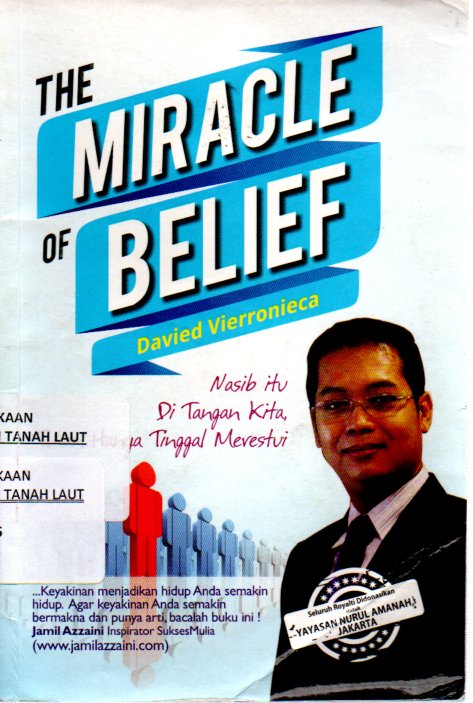 THE
MIRACLE
OF
BELIEF
Davied Vierronieca
Nasib itu
Di Tangan Kita,
Tinggal Merestui
KAAN
TANAH LAUT
KAAN
TANAH LAUT
...Keyakinan menjadikan hidup Anda semakin
hidup. Agar keyakinan Anda semakin
bermakna dan punya arti, bacalah buku ini !
Jamil Azzaini Inspirator SuksesMulia
(www.jamilazzaini.com)
Seluruh Royalti Didonasikan
untuk
YAYASAN NURUL AMANAH
JAKARTA